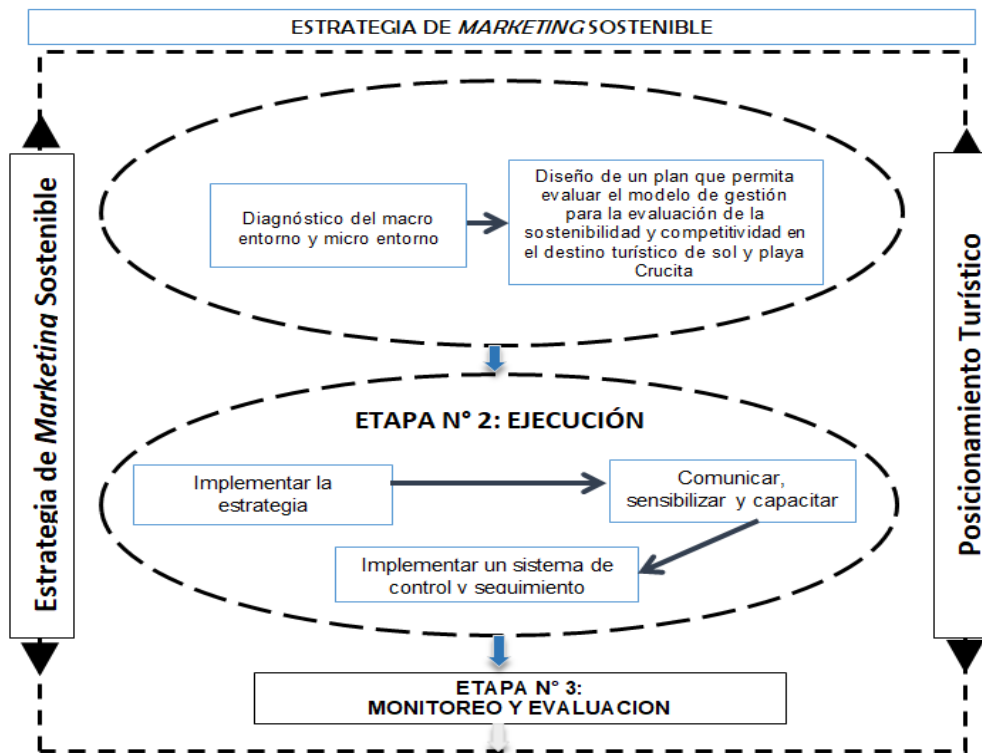 ESTRATEGIA DE MARKETING SOSTENIBLE
Estrategia de Marketing Sostenible
Diagnóstico del macro
entorno y micro entorno
Diseño de un plan que permita
evaluar el modelo de gestión
para la evaluación de la
sostenibilidad y competitividad en
el destino turístico de sol y playa
Crucita
Posicionamiento Turístico
ETAPA N° 2: EJECUCIÓN
Implementar la
estrategia
Comunicar,
sensibilizar y capacitar
Implementar un sistema de
control y seguimiento
ETAPA N° 3:
MONITOREO Y EVALUACION